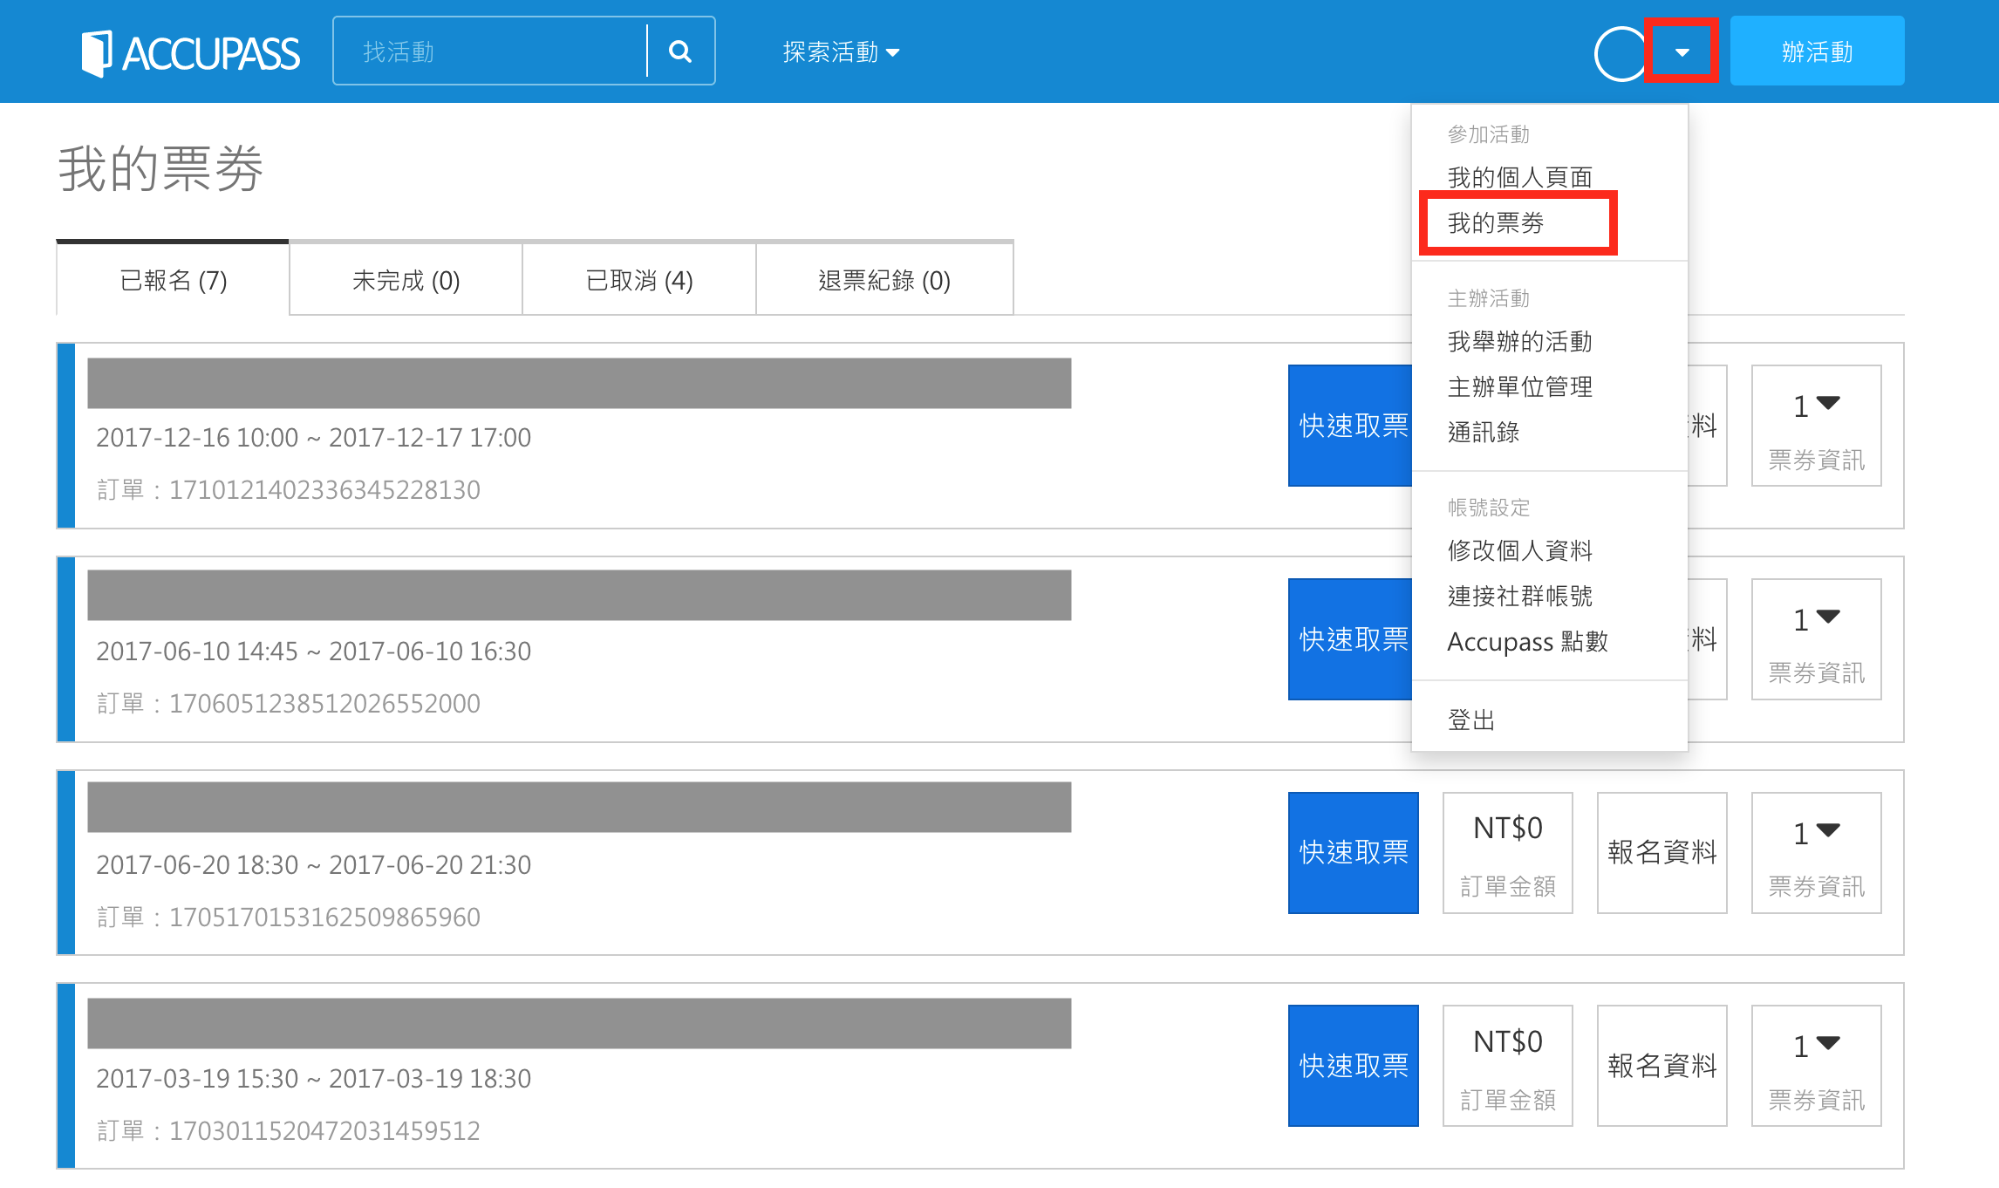 ACCUPASS
找活動
探索活動
辦活動
我的票劵
已報名 (7)
未完成 (0)
已取消 (4)
退票紀錄 (0)
參加活動
我的個人頁面
我的票劵
主辦活動
我舉辦的活動
主辦單位管理
通訊錄
帳號設定
修改個人資料
連接社群帳號
Accupass 點數
登出
2017-12-16 10:00 ~ 2017-12-17 17:00
訂單：1710121402336345228130
快速取票
料
1
票券資訊
2017-06-10 14:45 ~ 2017-06-10 16:30
訂單：1706051238512026552000
快速取票
料
1
票券資訊
2017-06-20 18:30 ~ 2017-06-20 21:30
訂單：1705170153162509865960
快速取票
NT$0
訂單金額
報名資料
1
票券資訊
2017-03-19 15:30 ~ 2017-03-19 18:30
訂單：1703011520472031459512
快速取票
NT$0
訂單金額
報名資料
1
票券資訊